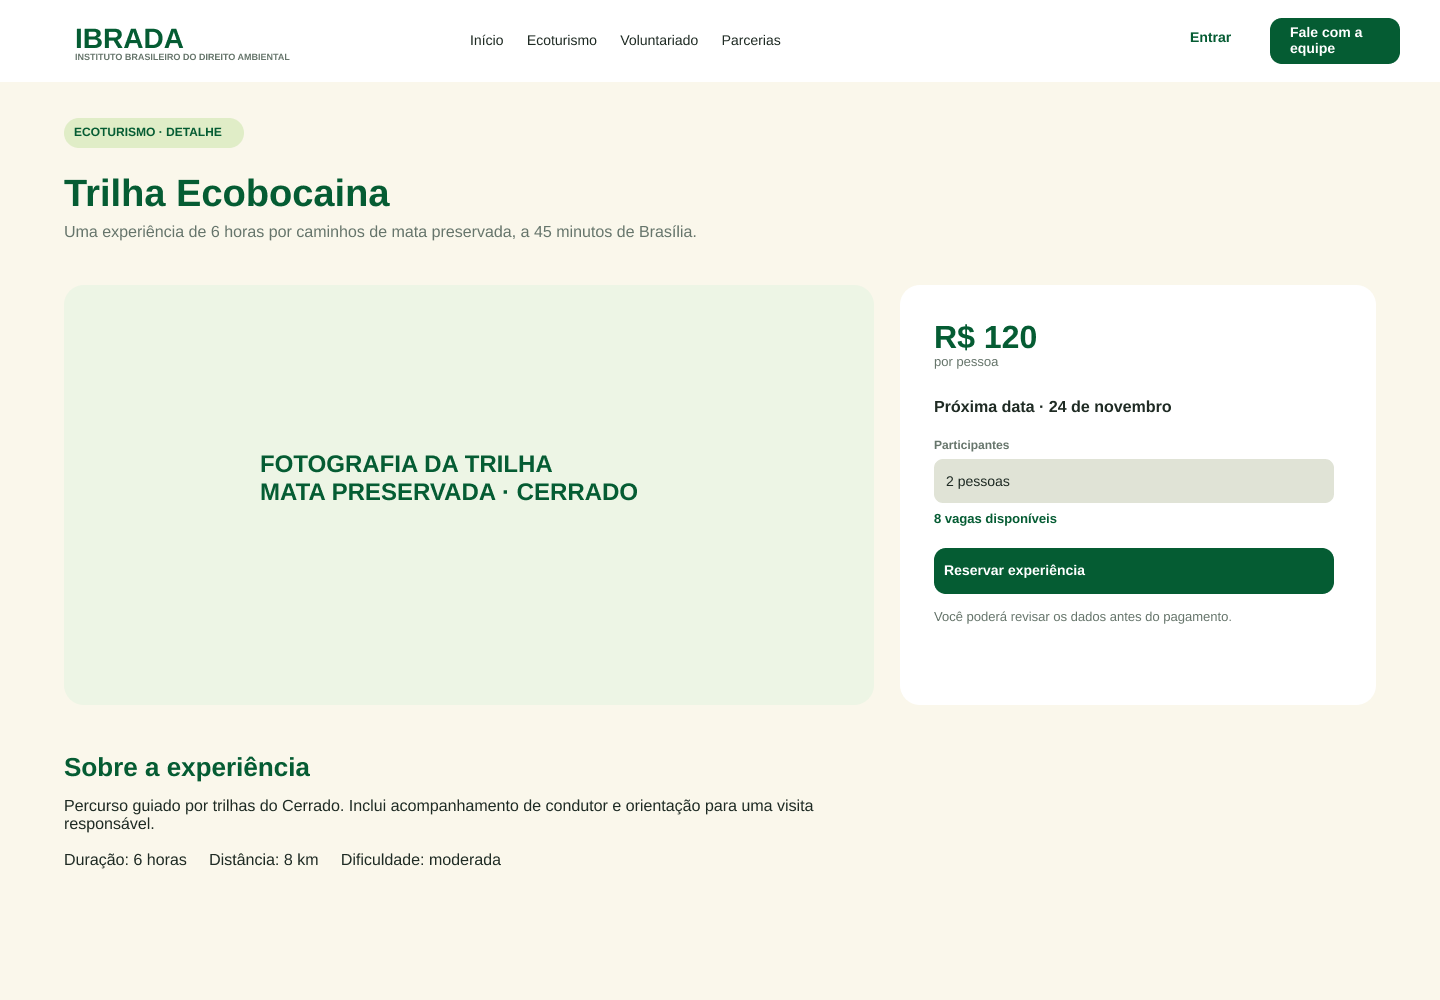 IBRADA
INSTITUTO BRASILEIRO DO DIREITO AMBIENTAL
Início Ecoturismo Voluntariado Parcerias
Entrar
Fale com a
equipe
ECOTURISMO · DETALHE
Trilha Ecobocaina
Uma experiência de 6 horas por caminhos de mata preservada, a 45 minutos de Brasília.
FOTOGRAFIA DA TRILHA
MATA PRESERVADA · CERRADO
R$ 120
por pessoa
Próxima data · 24 de novembro
Participantes
2 pessoas
8 vagas disponíveis
Reservar experiência
Você poderá revisar os dados antes do pagamento.
Sobre a experiência
Percurso guiado por trilhas do Cerrado. Inclui acompanhamento de condutor e orientação para uma visita
responsável.
Duração: 6 horas Distância: 8 km Dificuldade: moderada